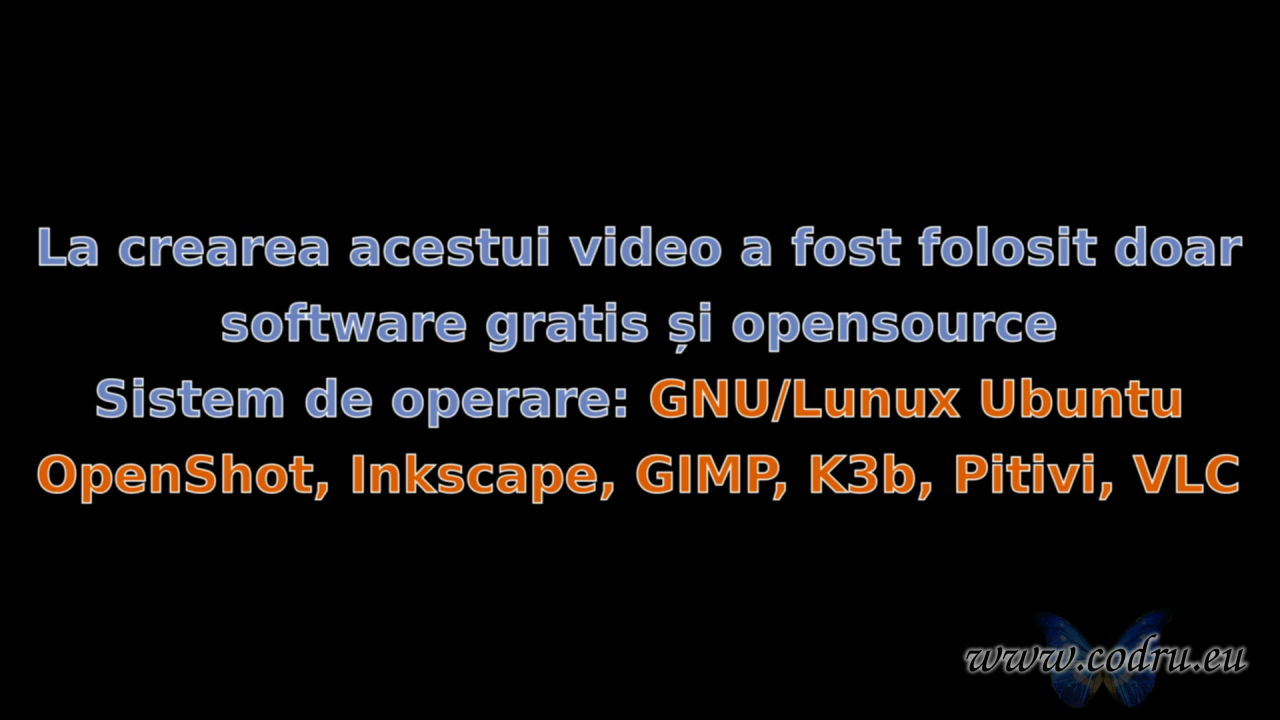 La crearea acestui video a fost folosit doar
software gratis și opensource
Sistem de operare: GNU/Lunux Ubuntu
OpenShot, Inkscape, GIMP, K3b, Pitivi, VLC
www.codru.eu